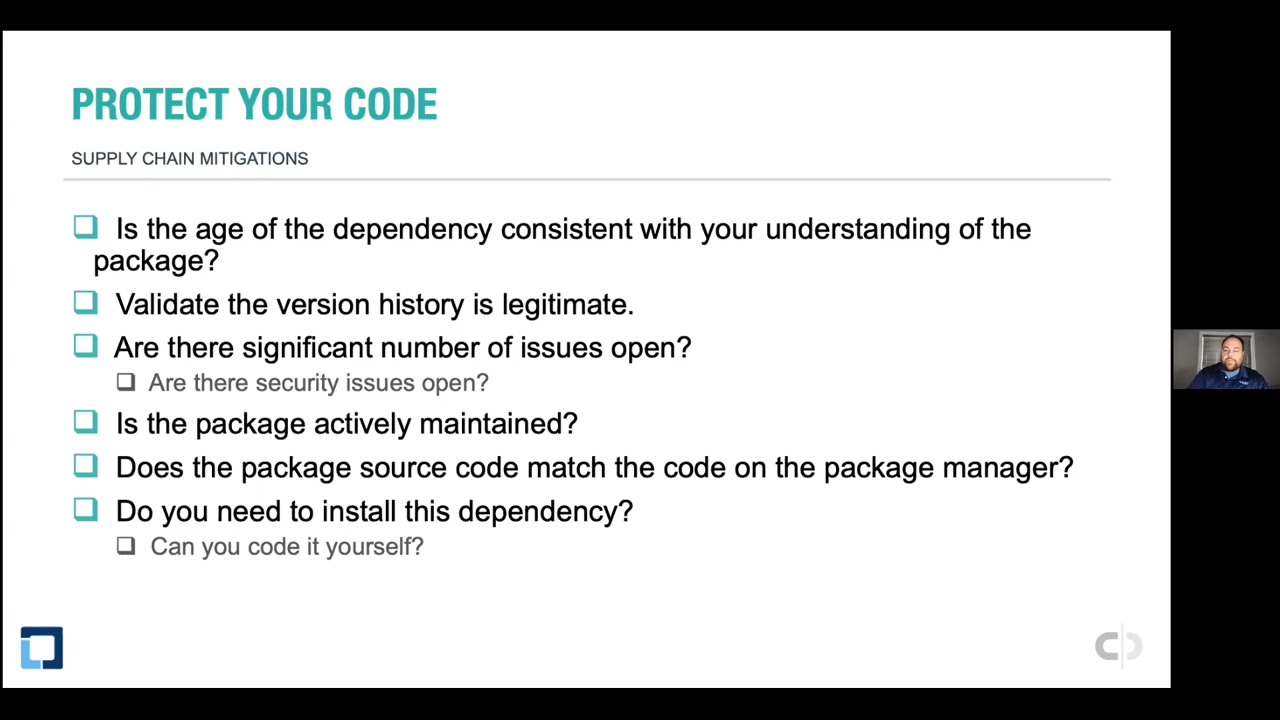 PROTECT YOUR CODE
SUPPLY CHAIN MITIGATIONS
Is the age of the dependency consistent with your understanding of the
package?
Validate the version history is legitimate.
Are there significant number of issues open?
Are there security issues open?
Is the package actively maintained?
Does the package source code match the code on the package manager?
Do you need to install this dependency?
Can you code it yourself?